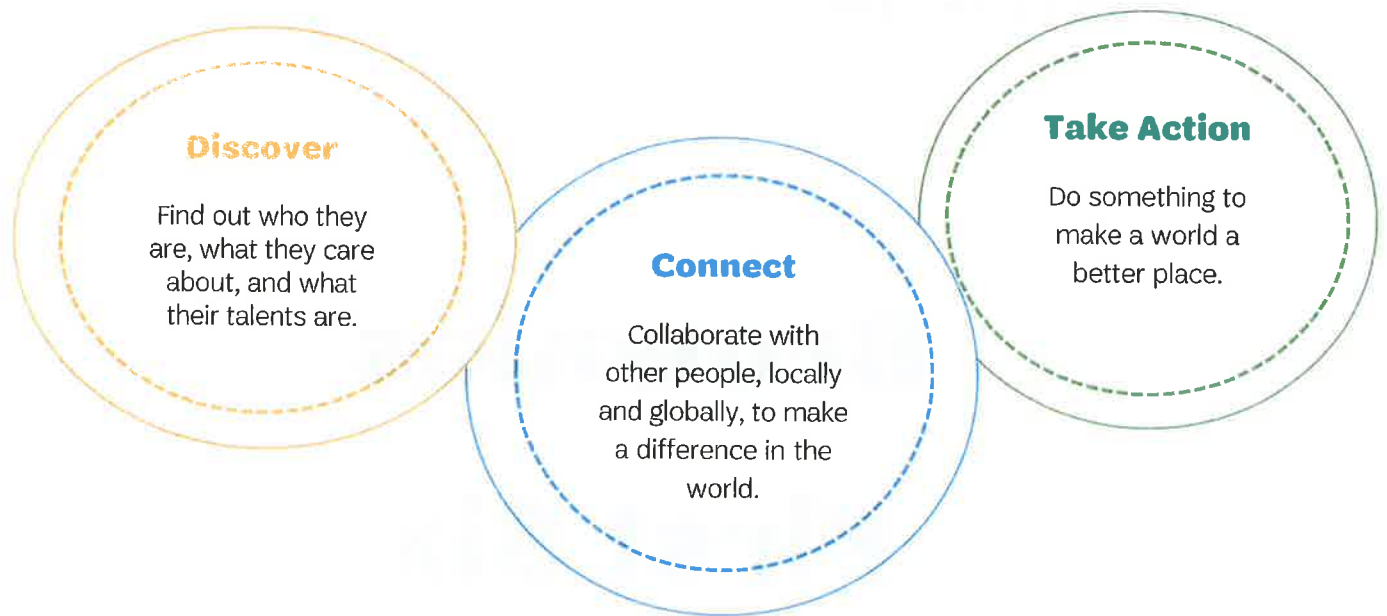 Discover
Find out who they
are, what they care
about, and what
their talents are.
Connect
Collaborate with
other people, locally
and globally, to make
a difference in the
world.
Take Action
Do something to
make a world a
better place.